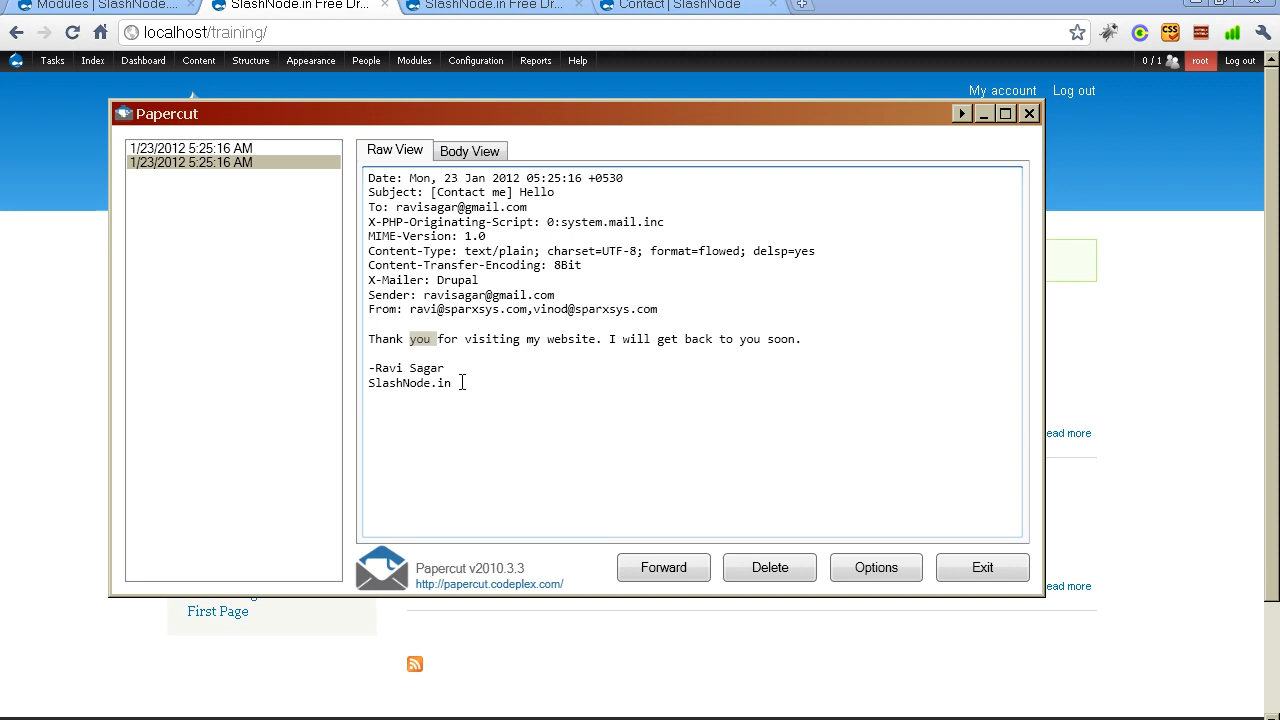 Modules | SlashNode....
SlashNode.in Free Dr...
SlashNode.in Free Dr...
Contact | SlashNode
localhost/training/
Tasks Index Dashboard Content Structure Appearance People Modules Configuration Reports Help 0 / 1 root Log out
My account Log out
Papercut
1/23/2012 5:25:16 AM
1/23/2012 5:25:16 AM
Raw View Body View
Date: Mon, 23 Jan 2012 05:25:16 +0530
Subject: [Contact me] Hello
To: ravisagar@gmail.com
X-PHP-Originating-Script: 0:system.mail.inc
MIME-Version: 1.0
Content-Type: text/plain; charset=UTF-8; format=flowed; delsp=yes
Content-Transfer-Encoding: 8Bit
X-Mailer: Drupal
Sender: ravisagar@gmail.com
From: ravi@sparxsys.com,vinod@sparxsys.com
Thank you for visiting my website. I will get back to you soon.
-Ravi Sagar
SlashNode.in
ead more
Papercut v2010.3.3
http://papercut.codeplex.com/
Forward Delete Options Exit
ead more
First Page